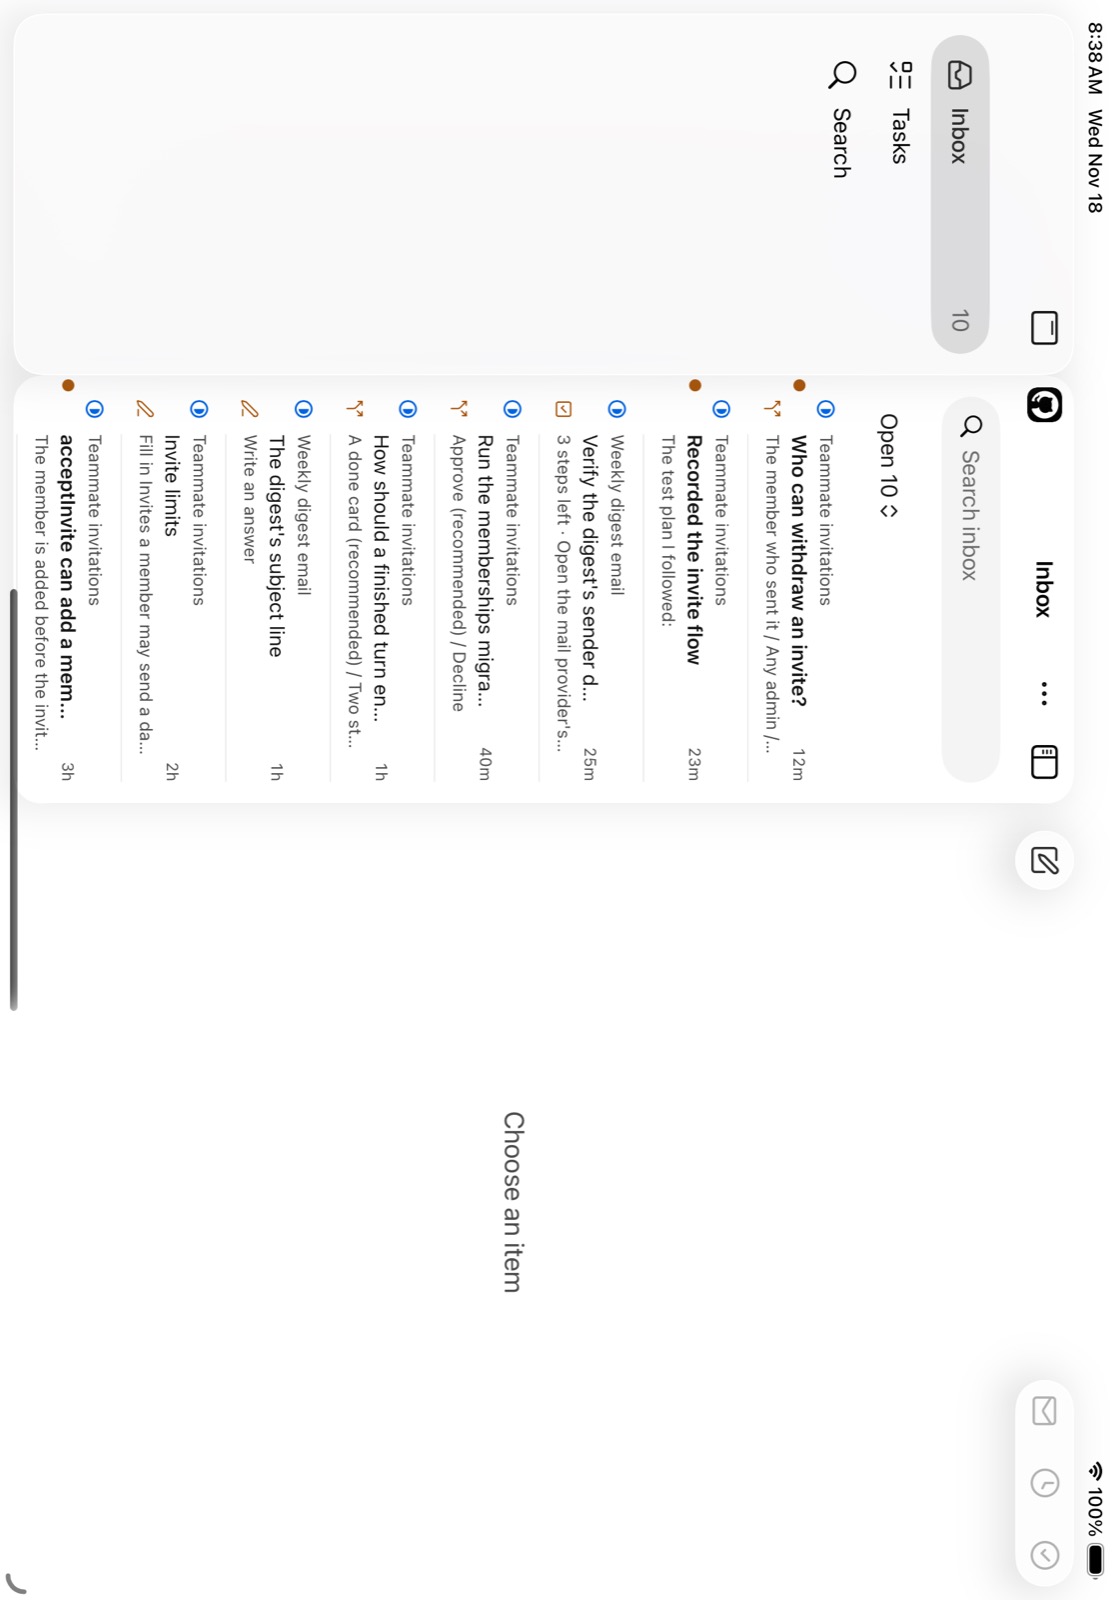 8:38 AM Wed Nov 18
100%
Inbox 10
Tasks
Search
Inbox
Search inbox
Open 10
Teammate invitations
Who can withdraw an invite? 12m
The member who sent it / Any admin /...
Teammate invitations
Recorded the invite flow 23m
The test plan I followed:
Weekly digest email
Verify the digest's sender d... 25m
3 steps left · Open the mail provider's...
Teammate invitations
Run the memberships migra... 40m
Approve (recommended) / Decline
Teammate invitations
How should a finished turn en... 1h
A done card (recommended) / Two st...
Weekly digest email
The digest's subject line 1h
Write an answer
Teammate invitations
Invite limits 2h
Fill in Invites a member may send a da...
Teammate invitations
acceptInvite can add a mem... 3h
The member is added before the invit...
Choose an item